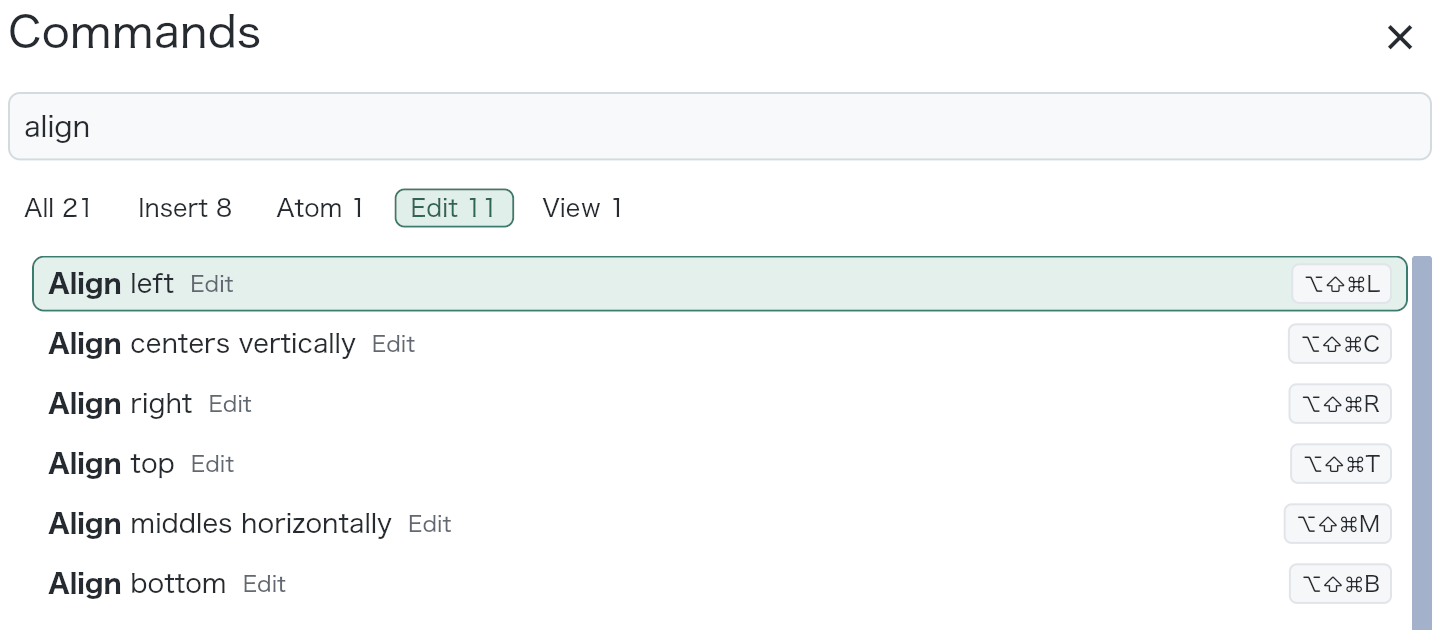 Commands
align
All 21 Insert 8 Atom 1 Edit 11 View 1
Align left Edit ⌥⇧⌘L
Align centers vertically Edit ⌥⇧⌘C
Align right Edit ⌥⇧⌘R
Align top Edit ⌥⇧⌘T
Align middles horizontally Edit ⌥⇧⌘M
Align bottom Edit ⌥⇧⌘B